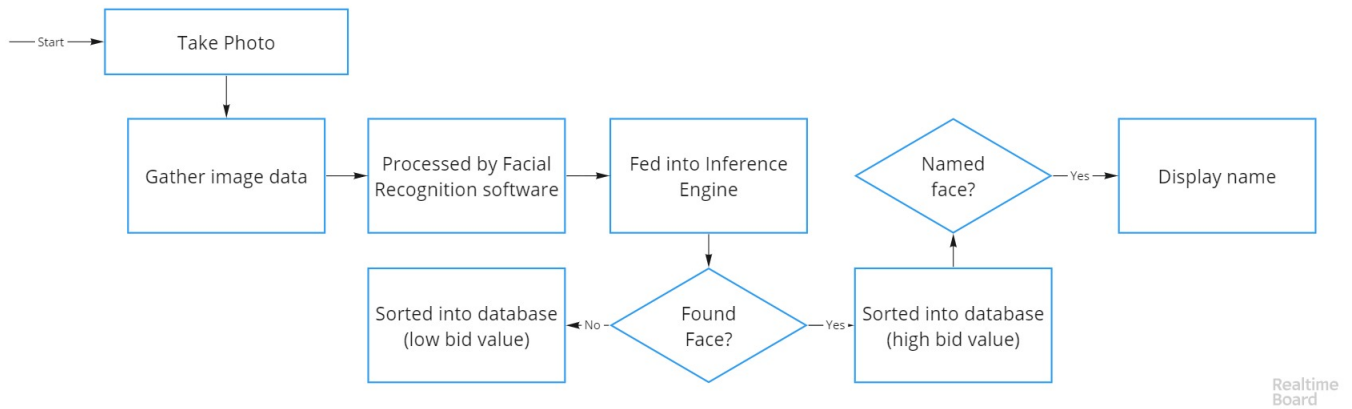 Start
Take Photo
Gather image data
Processed by Facial
Recognition software
Fed into Inference
Engine
Named
face?
Yes
Display name
Sorted into database
(low bid value)
No
Found
Face?
Yes
Sorted into database
(high bid value)
Realtime
Board